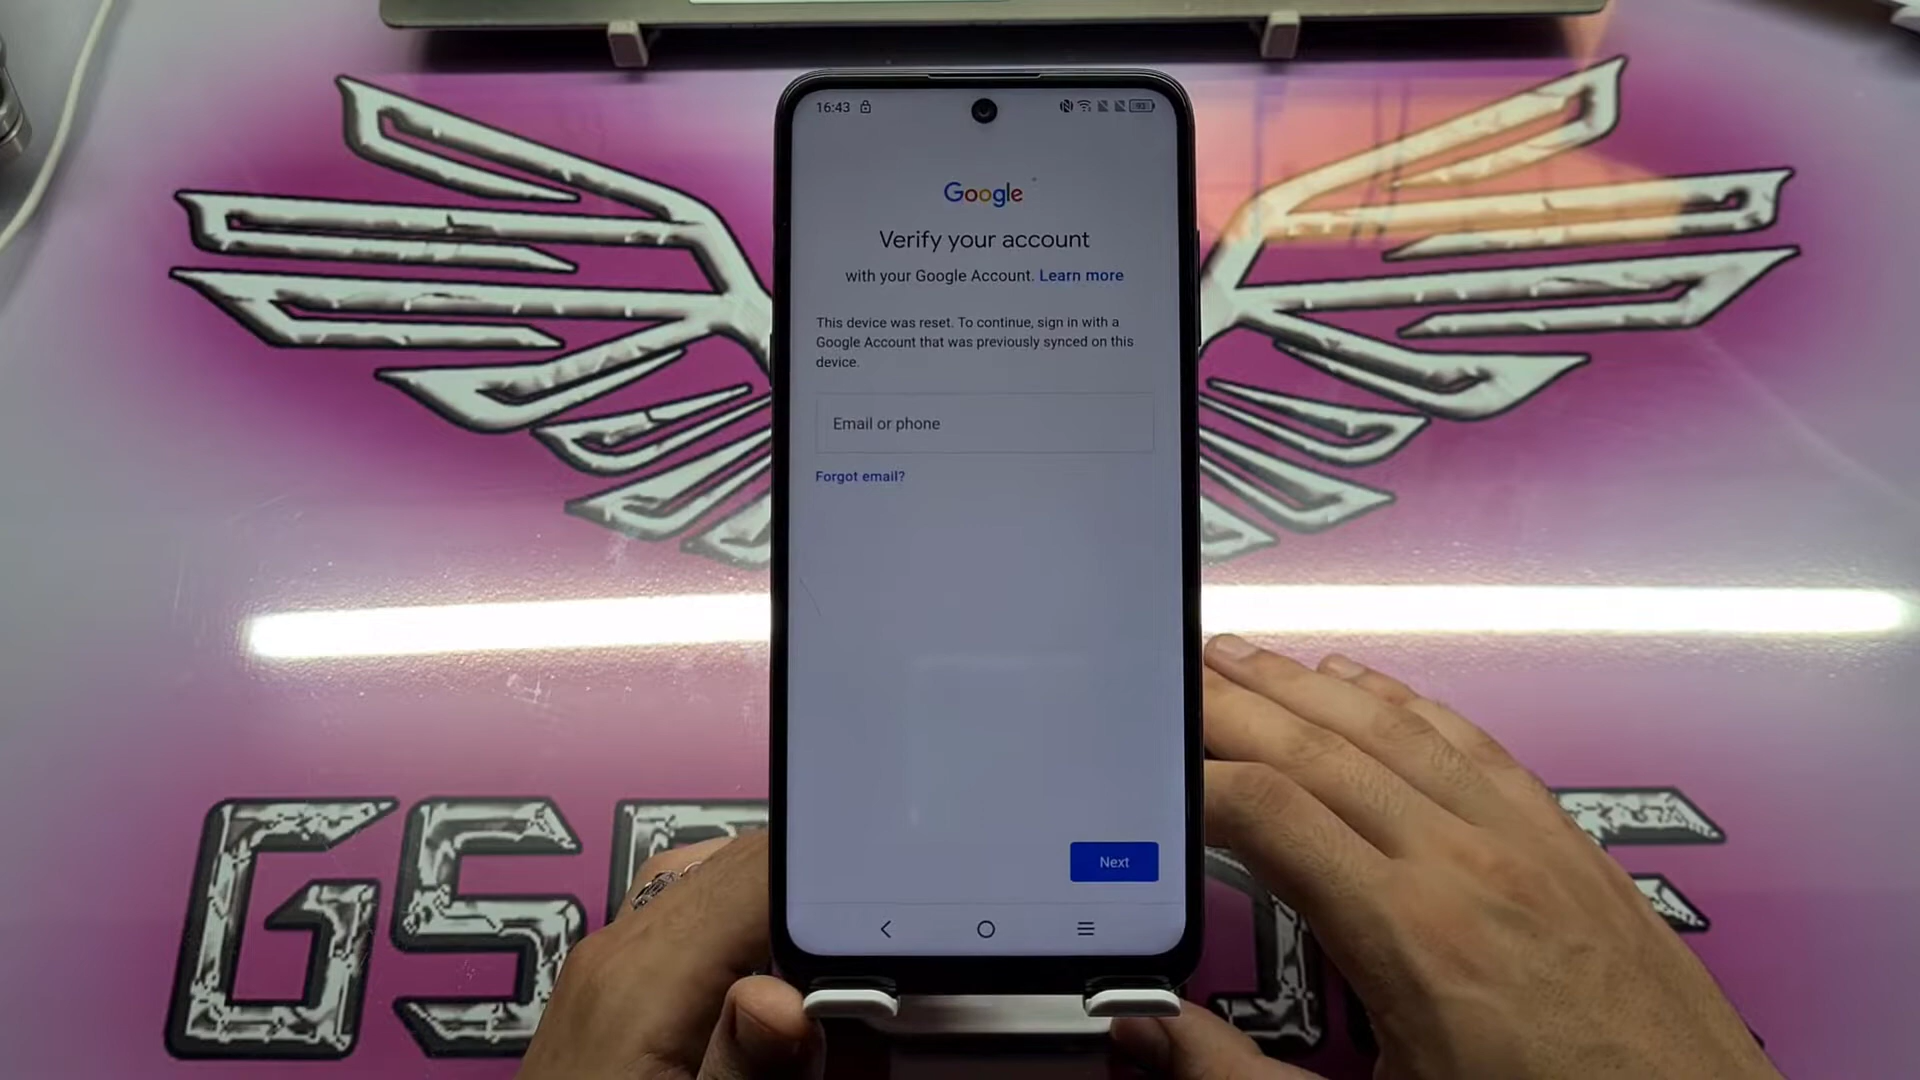 16:43
93
Google
Verify your account
with your Google Account. Learn more
This device was reset. To continue, sign in with a
Google Account that was previously synced on this
device.
Email or phone
Forgot email?
Next
GS